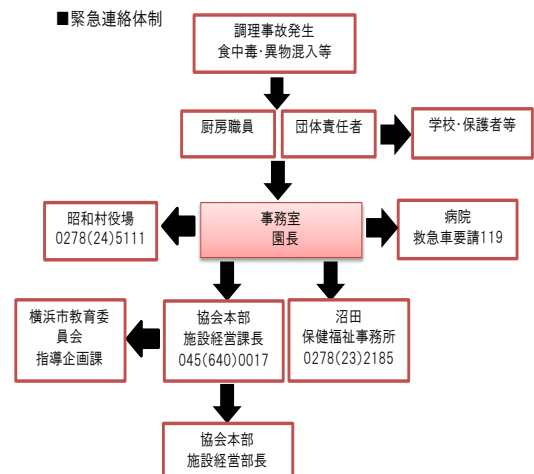 ■緊急連絡体制
調理事故発生
食中毒・異物混入等
厨房職員
団体責任者
学校・保護者等
昭和村役場
0278(24)5111
事務室
園長
病院
救急車要請119
横浜市教育委
員会
指導企画課
協会本部
施設経営課長
045(640)0017
沼田
保健福祉事務所
0278(23)2185
協会本部
施設経営部長